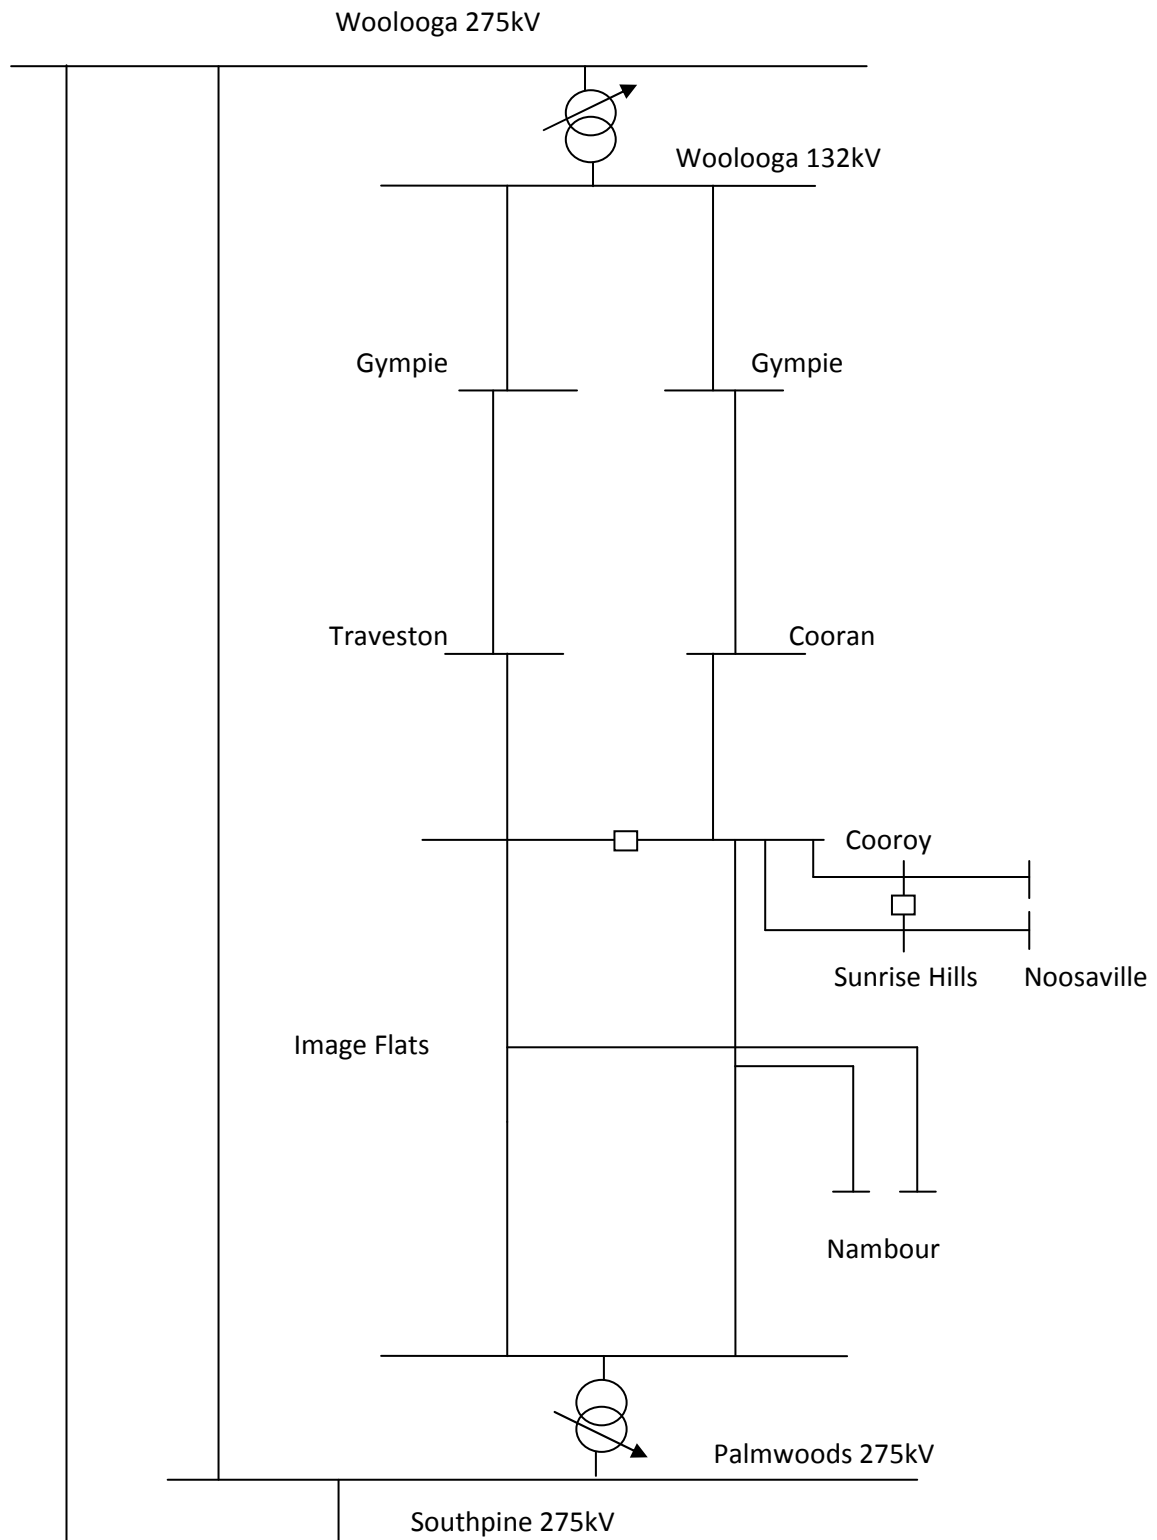 Woolooga 275kV
Woolooga 132kV
Gympie
Gympie
Traveston
Cooran
Cooroy
Sunrise Hills
Noosaville
Image Flats
Nambour
Palmwoods 275kV
Southpine 275kV